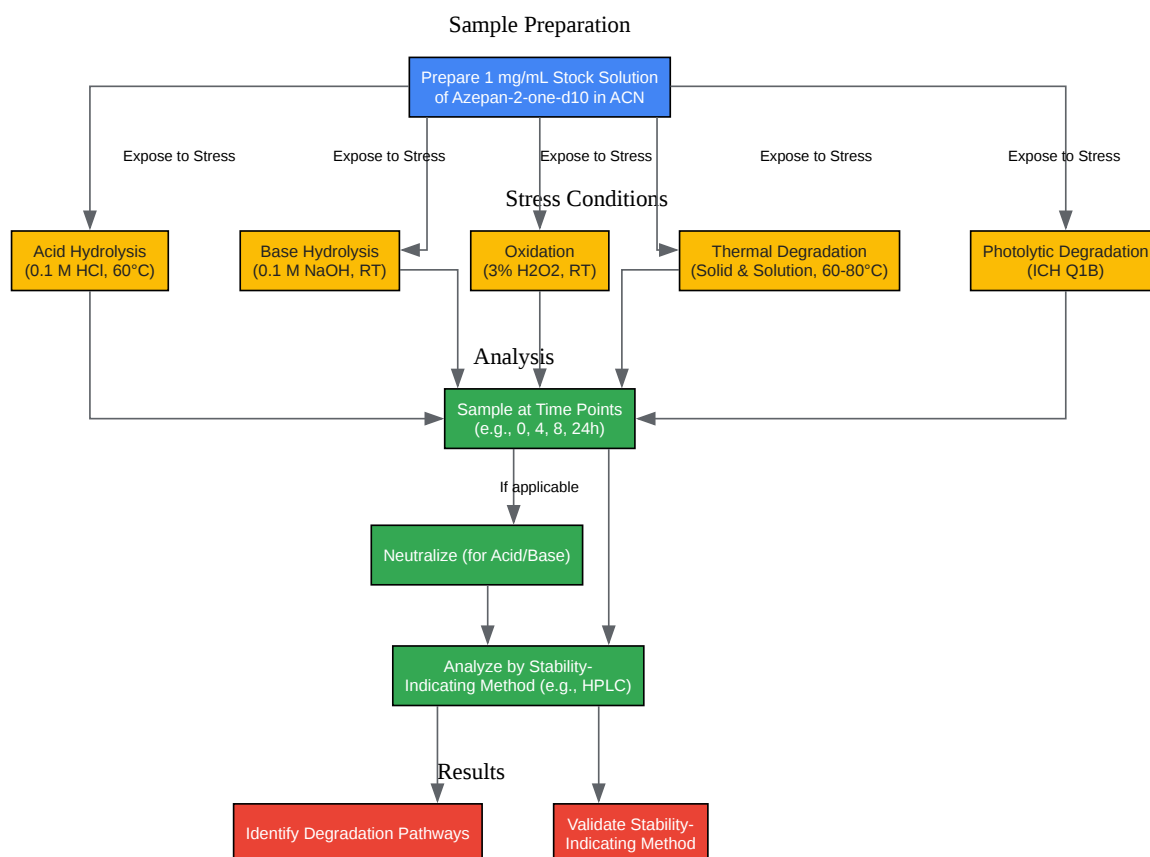 Sample Preparation
Prepare 1 mg/mL Stock Solution
of Azepan-2-one-d10 in ACN
Expose to Stress
Expose to Stress
Expose to Stress
Expose to Stress
Expose to Stress
Stress Conditions
Acid Hydrolysis
(0.1 M HCl, 60°C)
Base Hydrolysis
(0.1 M NaOH, RT)
Oxidation
(3% H2O2, RT)
Thermal Degradation
(Solid & Solution, 60-80°C)
Photolytic Degradation
(ICH Q1B)
Analysis
Sample at Time Points
(e.g., 0, 4, 8, 24h)
If applicable
Neutralize (for Acid/Base)
Analyze by Stability-
Indicating Method (e.g., HPLC)
Results
Identify Degradation Pathways
Validate Stability-
Indicating Method